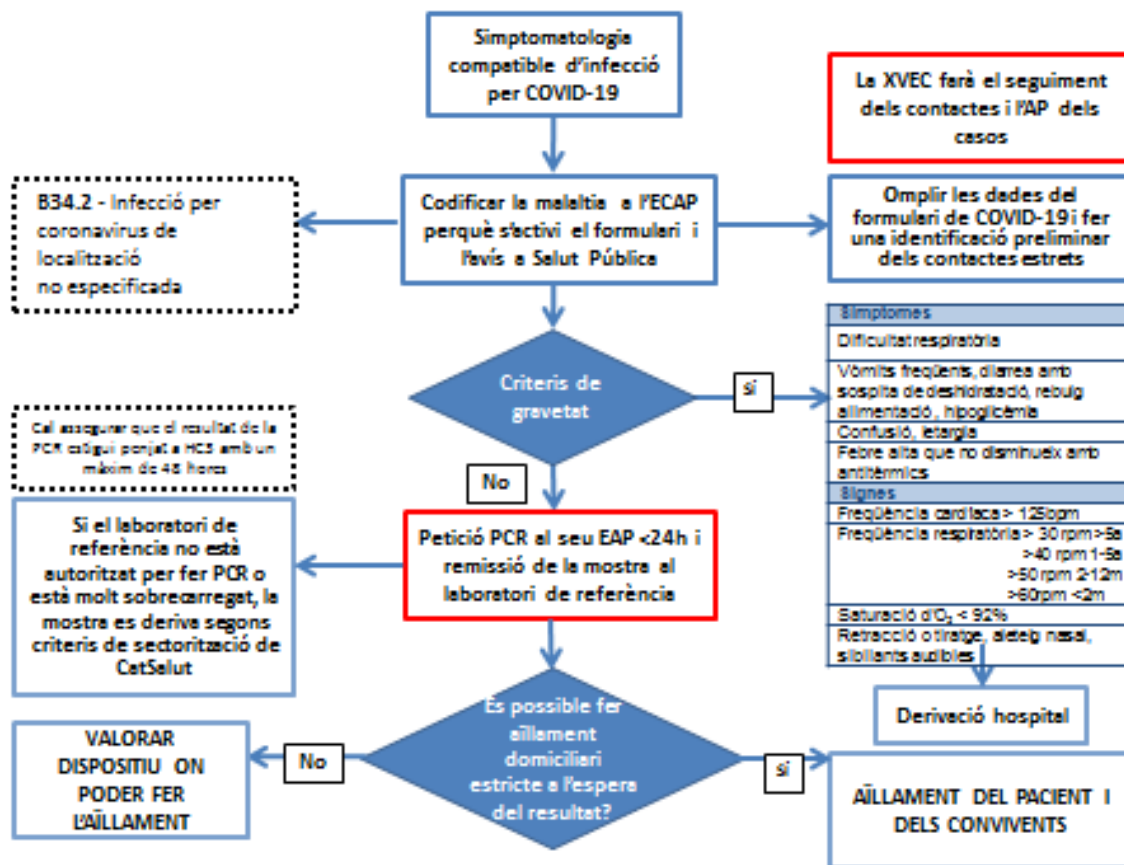 Simptomatologia
compatible d'infecció
per COVID-19
La XVEC farà el seguiment
dels contactes i l'AP dels
casos
B34.2 - Infecció per
coronavirus de
localització
no especificada
Codificar la malaltia a l'ECAP
perquè s'activi el formulari i
l'avís a Salut Pública
Omplir les dades del
formulari de COVID-19 i fer
una identificació preliminar
dels contactes estrets
Criteris de
gravetat
sí
Símptomes
Dificultat respiratòria
Vòmits freqüents, diarrea amb
sospita de deshidratació, rebuig
alimentació, hipoglicèmia
Confusió, letargia
Febre alta que no disminueix amb
antitèrmics
Signes
Freqüència cardíaca > 125bpm
Freqüència respiratòria > 30 rpm >5a
>40 rpm 1-5a
>50 rpm 2-12m
>60rpm <2m
Saturació d'O₂ < 92%
Retracció o tiratge, aleteig nasal,
sibilants audibles
Derivació hospital
Cal assegurar que el resultat de la
PCR estigui penjat a HC3 amb un
màxim de 48 hores
No
Petició PCR al seu EAP <24h i
remissió de la mostra al
laboratori de referència
Si el laboratori de
referència no està
autoritzat per fer PCR o
està molt sobrecarregat, la
mostra es deriva segons
criteris de sectorització de
CatSalut
És possible fer
aïllament
domiciliari
estricte a l'espera
del resultat?
No
VALORAR
DISPOSITIU ON
PODER FER
L'AÏLLAMENT
sí
AÏLLAMENT DEL PACIENT I
DELS CONVIVENTS